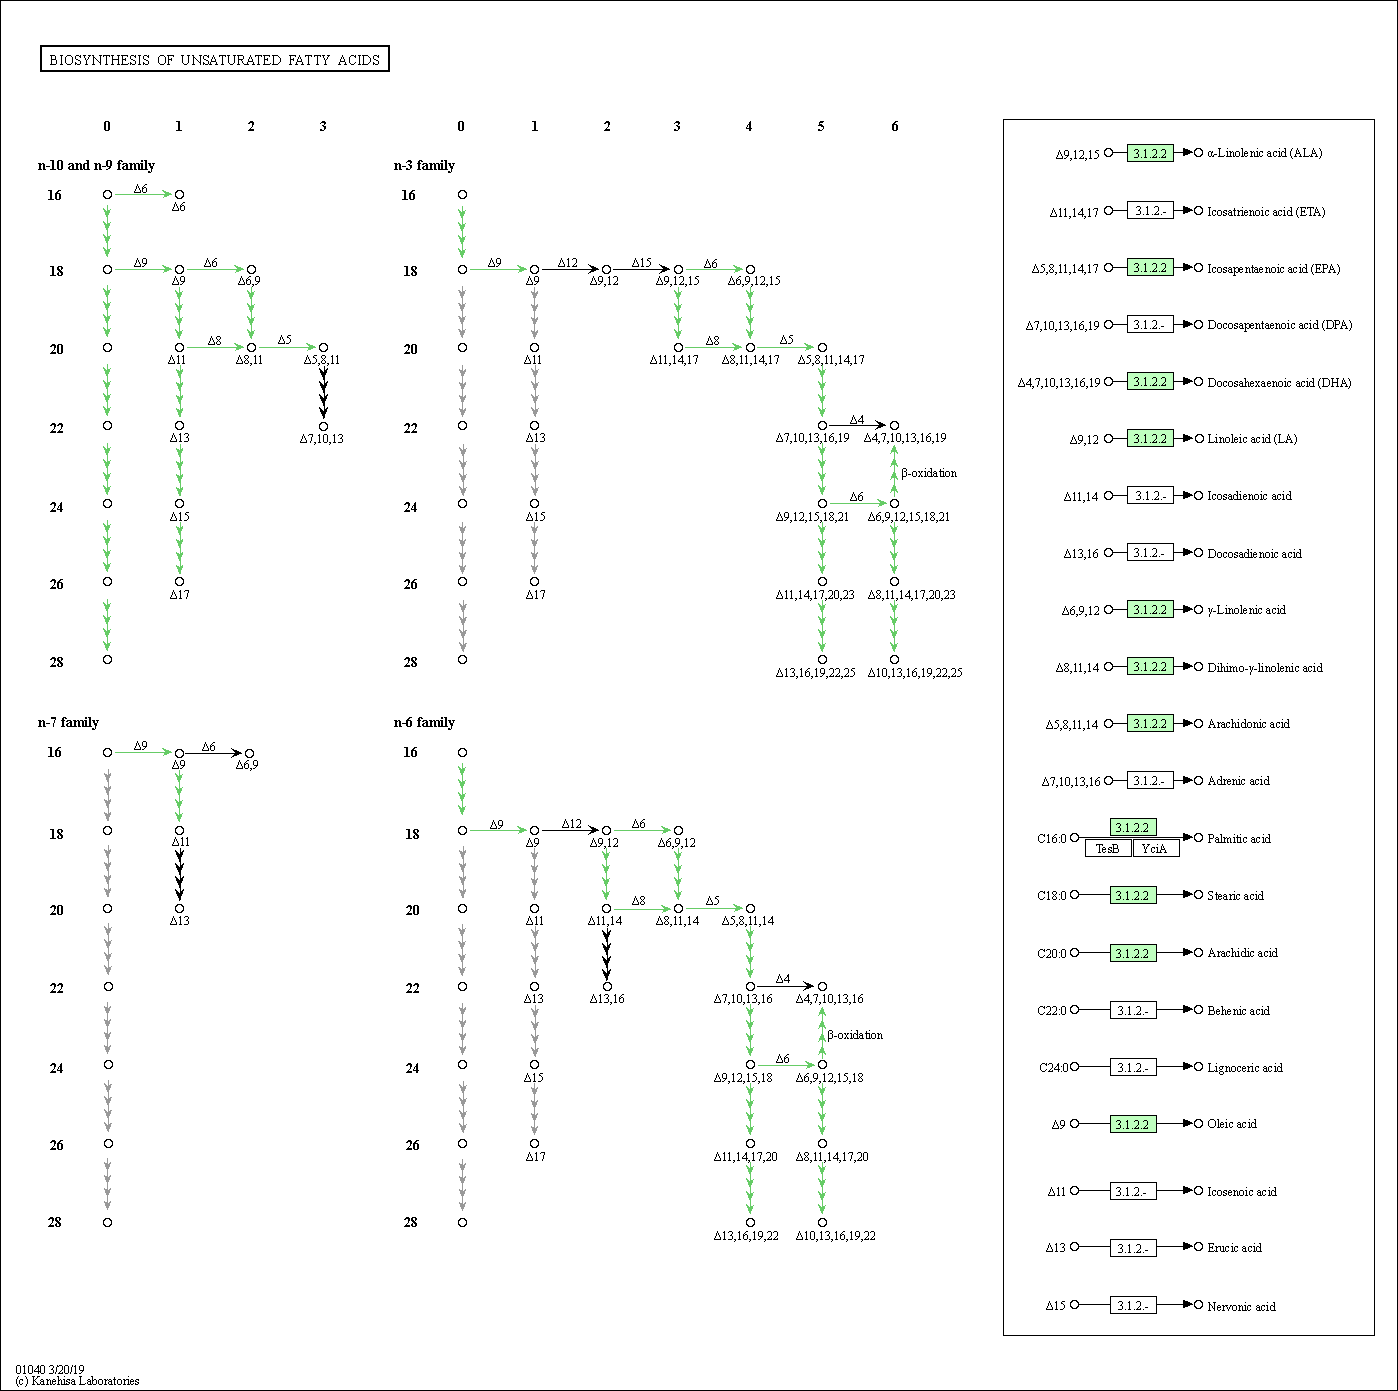 BIOSYNTHESIS OF UNSATURATED FATTY ACIDS
0 1 2 3
n-10 and n-9 family
16 Δ6
Δ6
18 Δ9 Δ6
Δ9 Δ6,9
20 Δ8 Δ5
Δ11 Δ8,11 Δ5,8,11
22
Δ13 Δ7,10,13
24
Δ15
26
Δ17
28
0 1 2 3 4 5 6
n-3 family
16
18 Δ9 Δ12 Δ15 Δ6
Δ9 Δ9,12 Δ9,12,15 Δ6,9,12,15
20 Δ8 Δ5
Δ11 Δ11,14,17 Δ8,11,14,17 Δ5,8,11,14,17
22 Δ4
Δ13 Δ7,10,13,16,19 Δ4,7,10,13,16,19
β-oxidation
24 Δ6
Δ15 Δ9,12,15,18,21 Δ6,9,12,15,18,21
26
Δ17 Δ11,14,17,20,23 Δ8,11,14,17,20,23
28
Δ13,16,19,22,25 Δ10,13,16,19,22,25
n-7 family
16 Δ9 Δ6
Δ9 Δ6,9
18
Δ11
20
Δ13
22
24
26
28
n-6 family
16
18 Δ9 Δ12 Δ6
Δ9 Δ9,12 Δ6,9,12
20 Δ8 Δ5
Δ11 Δ11,14 Δ8,11,14 Δ5,8,11,14
22 Δ4
Δ13 Δ13,16 Δ7,10,13,16 Δ4,7,10,13,16
β-oxidation
24 Δ6
Δ15 Δ9,12,15,18 Δ6,9,12,15,18
26
Δ17 Δ11,14,17,20 Δ8,11,14,17,20
28
Δ13,16,19,22 Δ10,13,16,19,22
Δ9,12,15 3.1.2.2 α-Linolenic acid (ALA)
Δ11,14,17 3.1.2.- Icosatrienoic acid (ETA)
Δ5,8,11,14,17 3.1.2.2 Icosapentaenoic acid (EPA)
Δ7,10,13,16,19 3.1.2.- Docosapentaenoic acid (DPA)
Δ4,7,10,13,16,19 3.1.2.2 Docosahexaenoic acid (DHA)
Δ9,12 3.1.2.2 Linoleic acid (LA)
Δ11,14 3.1.2.- Icosadienoic acid
Δ13,16 3.1.2.- Docosadienoic acid
Δ6,9,12 3.1.2.2 γ-Linolenic acid
Δ8,11,14 3.1.2.2 Dihimo-γ-linolenic acid
Δ5,8,11,14 3.1.2.2 Arachidonic acid
Δ7,10,13,16 3.1.2.- Adrenic acid
3.1.2.2
C16:0 Palmitic acid
TesB YciA
C18:0 3.1.2.2 Stearic acid
C20:0 3.1.2.2 Arachidic acid
C22:0 3.1.2.- Behenic acid
C24:0 3.1.2.- Lignoceric acid
Δ9 3.1.2.2 Oleic acid
Δ11 3.1.2.- Icosenoic acid
Δ13 3.1.2.- Erucic acid
Δ15 3.1.2.- Nervonic acid
01040 3/20/19
(c) Kanehisa Laboratories